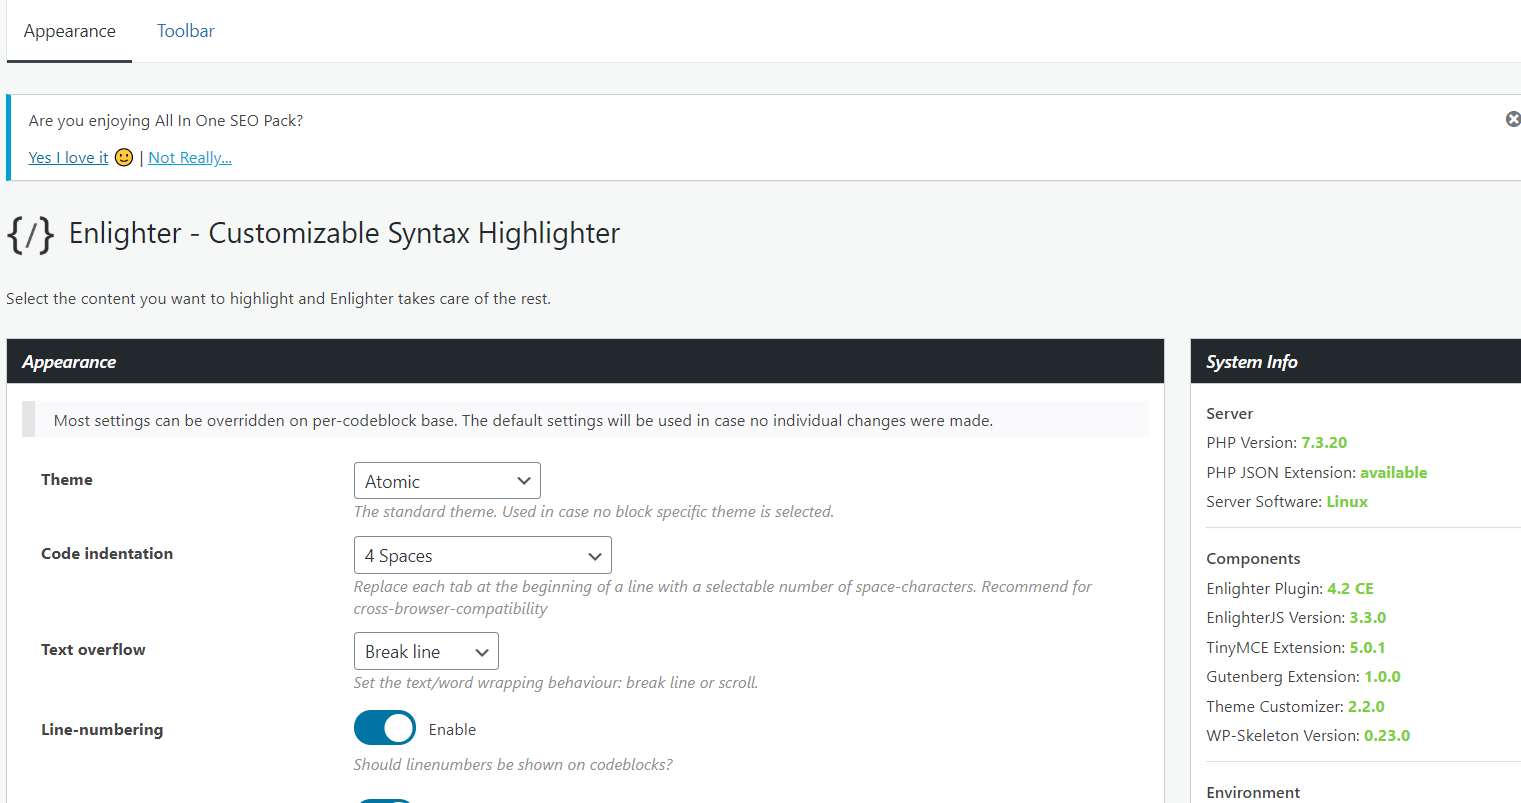 Appearance Toolbar
Are you enjoying All In One SEO Pack?
Yes I love it | Not Really...
{/} Enlighter - Customizable Syntax Highlighter
Select the content you want to highlight and Enlighter takes care of the rest.
Appearance
Most settings can be overridden on per-codeblock base. The default settings will be used in case no individual changes were made.
Theme
Atomic
The standard theme. Used in case no block specific theme is selected.
Code indentation
4 Spaces
Replace each tab at the beginning of a line with a selectable number of space-characters. Recommend for
cross-browser-compatibility
Text overflow
Break line
Set the text/word wrapping behaviour: break line or scroll.
Line-numbering
Enable
Should linenumbers be shown on codeblocks?
System Info
Server
PHP Version: 7.3.20
PHP JSON Extension: available
Server Software: Linux
Components
Enlighter Plugin: 4.2 CE
EnlighterJS Version: 3.3.0
TinyMCE Extension: 5.0.1
Gutenberg Extension: 1.0.0
Theme Customizer: 2.2.0
WP-Skeleton Version: 0.23.0
Environment